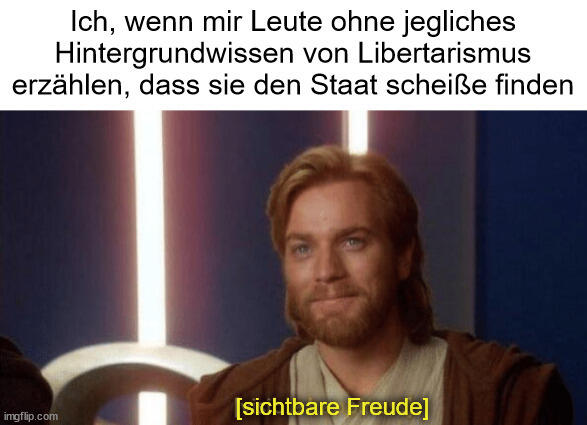 Ich, wenn mir Leute ohne jegliches
Hintergrundwissen von Libertarismus
erzählen, dass sie den Staat scheiße finden
[sichtbare Freude]
imgflip.com